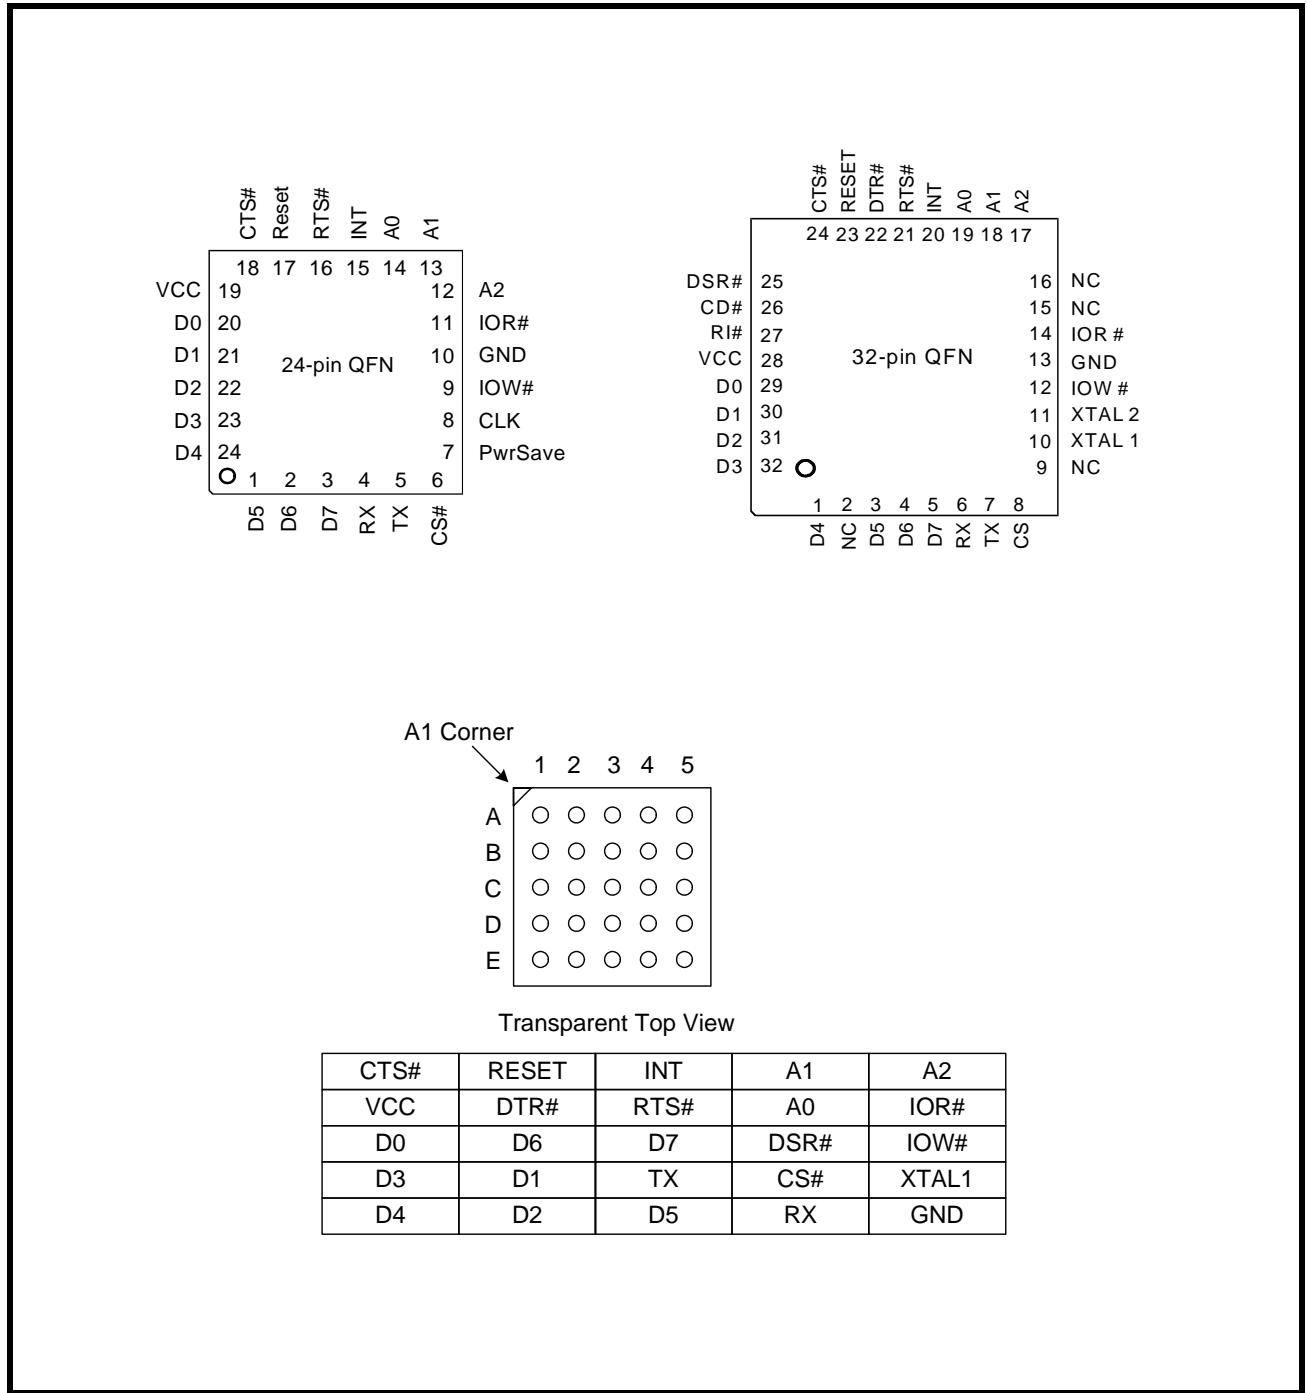 CTS# Reset RTS# INT A0 A1
18 17 16 15 14 13
VCC 19 12 A2
D0 20 11 IOR#
D1 21 10 GND
24-pin QFN
D2 22 9 IOW#
D3 23 8 CLK
D4 24 7 PwrSave
1 2 3 4 5 6
D5 D6 D7 RX TX CS#
CTS# RESET DTR# RTS# INT A0 A1 A2
24 23 22 21 20 19 18 17
DSR# 25 16 NC
CD# 26 15 NC
RI# 27 14 IOR #
VCC 28 32-pin QFN 13 GND
D0 29 12 IOW #
D1 30 11 XTAL 2
D2 31 10 XTAL 1
D3 32 9 NC
1 2 3 4 5 6 7 8
D4 NC D5 D6 D7 RX TX CS
A1 Corner
1 2 3 4 5
A
B
C
D
E
Transparent Top View
CTS# RESET INT A1 A2
VCC DTR# RTS# A0 IOR#
D0 D6 D7 DSR# IOW#
D3 D1 TX CS# XTAL1
D4 D2 D5 RX GND